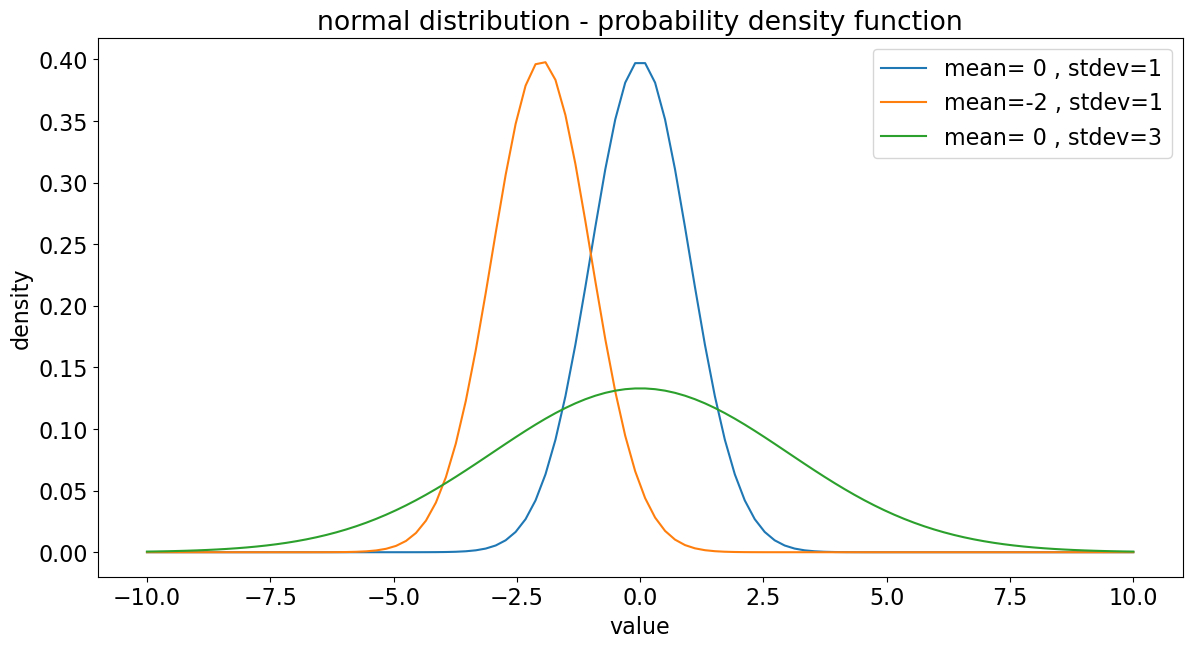 normal distribution - probability density function
mean= 0 , stdev=1
mean=-2 , stdev=1
mean= 0 , stdev=3
0.40
0.35
0.30
0.25
0.20
0.15
0.10
0.05
0.00
density
−10.0 −7.5 −5.0 −2.5 0.0 2.5 5.0 7.5 10.0
value